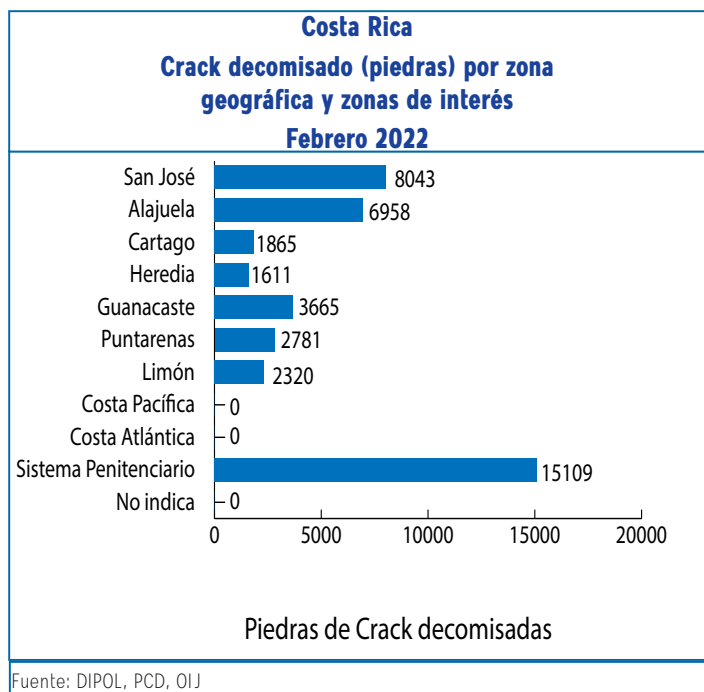 Costa Rica
Crack decomisado (piedras) por zona
geográfica y zonas de interés
Febrero 2022
San José 8043
Alajuela 6958
Cartago 1865
Heredia 1611
Guanacaste 3665
Puntarenas 2781
Limón 2320
Costa Pacífica 0
Costa Atlántica 0
Sistema Penitenciario 15109
No indica 0
0 5000 10000 15000 20000
Piedras de Crack decomisadas
Fuente: DIPOL, PCD, OIJ